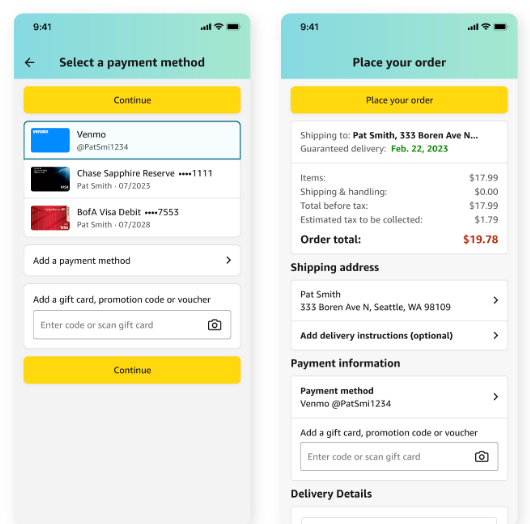 9:41
Select a payment method
Continue
venmo
Venmo
@PatSmi1234
Chase Sapphire Reserve ••••1111
VISA
Pat Smith · 07/2023
BofA Visa Debit ••••7553
VISA
Pat Smith · 07/2028
Add a payment method
Add a gift card, promotion code or voucher
Enter code or scan gift card
Continue
9:41
Place your order
Place your order
Shipping to: Pat Smith, 333 Boren Ave N...
Guaranteed delivery: Feb. 22, 2023
Items: $17.99
Shipping & handling: $0.00
Total before tax: $17.99
Estimated tax to be collected: $1.79
Order total: $19.78
Shipping address
Pat Smith
333 Boren Ave N, Seattle, WA 98109
Add delivery instructions (optional)
Payment information
Payment method
Venmo @PatSmi1234
Add a gift card, promotion code or voucher
Enter code or scan gift card
Delivery Details